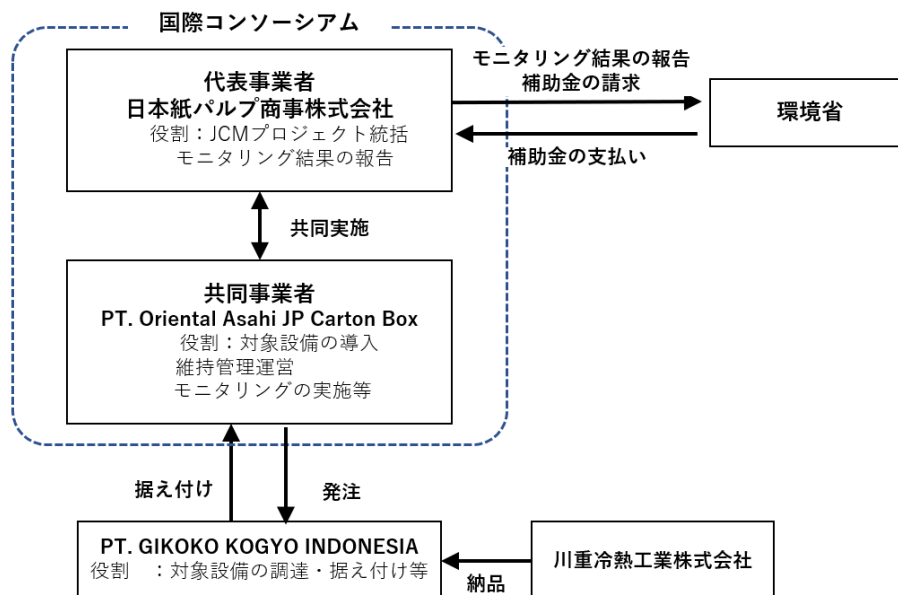 国際コンソーシアム
代表事業者
日本紙パルプ商事株式会社
役割：JCMプロジェクト統括
モニタリング結果の報告
モニタリング結果の報告
補助金の請求
環境省
補助金の支払い
共同実施
共同事業者
PT. Oriental Asahi JP Carton Box
役割：対象設備の導入
維持管理運営
モニタリングの実施等
据え付け
発注
PT. GIKOKO KOGYO INDONESIA
役割　：対象設備の調達・据え付け等
納品
川重冷熱工業株式会社